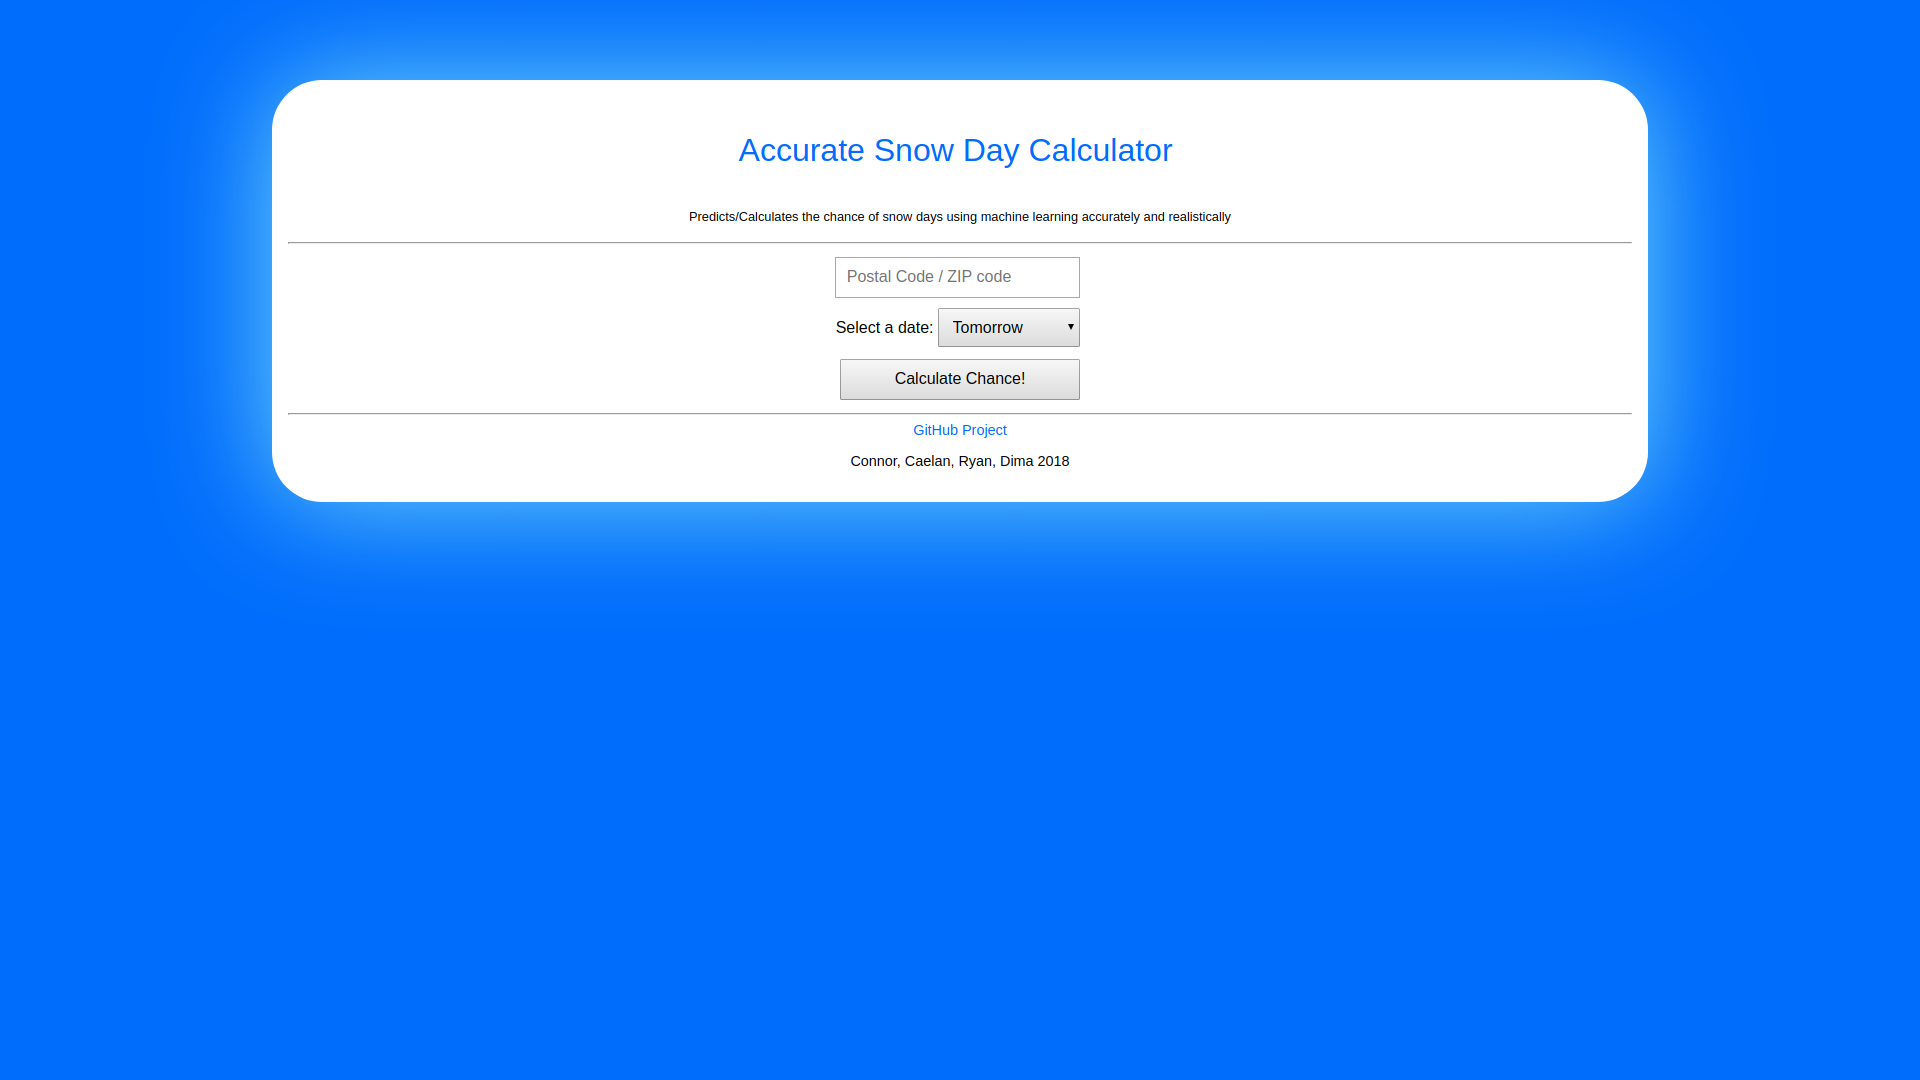 Accurate Snow Day Calculator
Predicts/Calculates the chance of snow days using machine learning accurately and realistically
Postal Code / ZIP code
Select a date: Tomorrow
Calculate Chance!
GitHub Project
Connor, Caelan, Ryan, Dima 2018